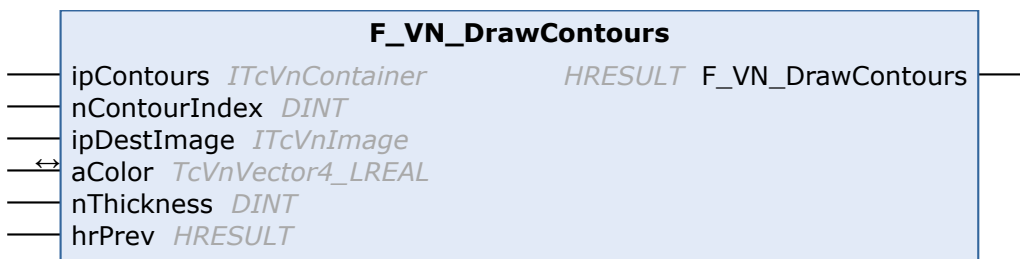 F_VN_DrawContours
ipContours ITcVnContainer HRESULT F_VN_DrawContours
nContourIndex DINT
ipDestImage ITcVnImage
aColor TcVnVector4_LREAL
nThickness DINT
hrPrev HRESULT